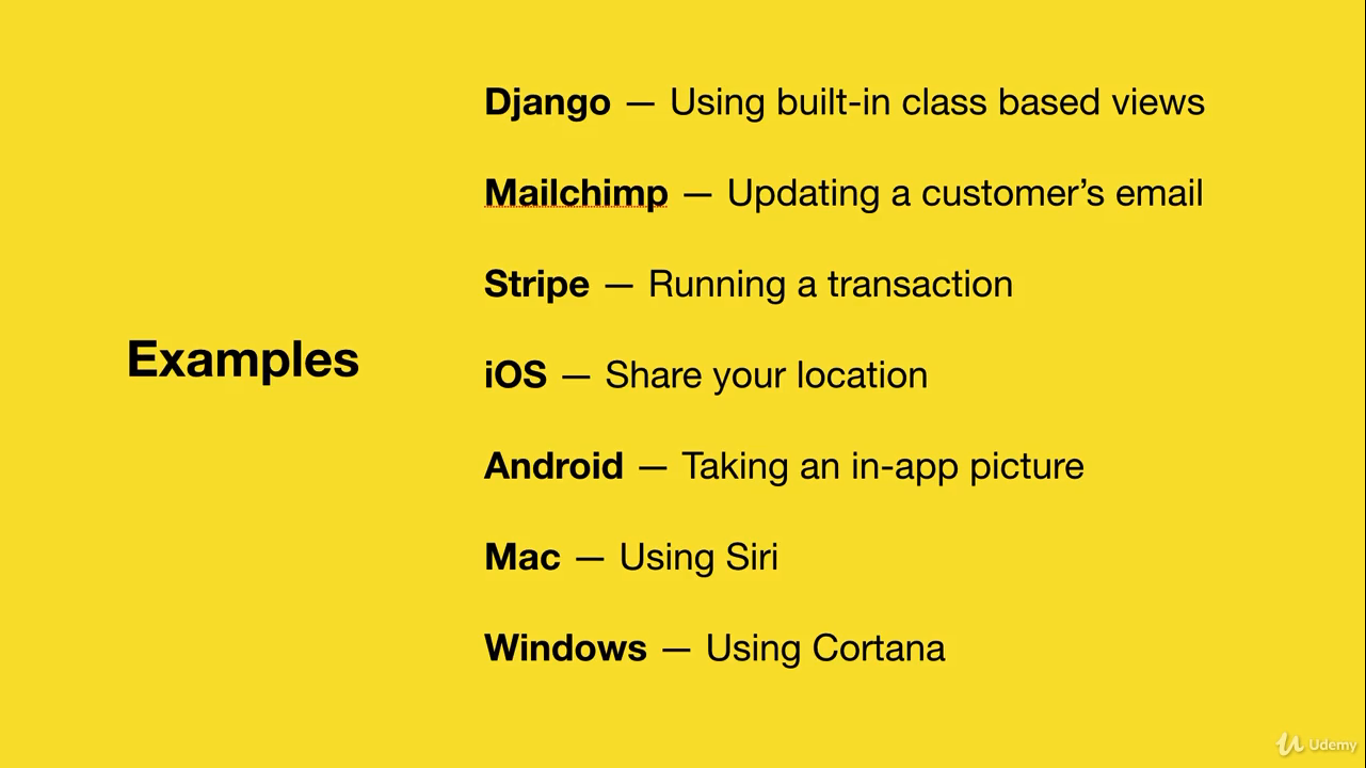 Examples
Django — Using built-in class based views
Mailchimp — Updating a customer’s email
Stripe — Running a transaction
iOS — Share your location
Android — Taking an in-app picture
Mac — Using Siri
Windows — Using Cortana
Udemy